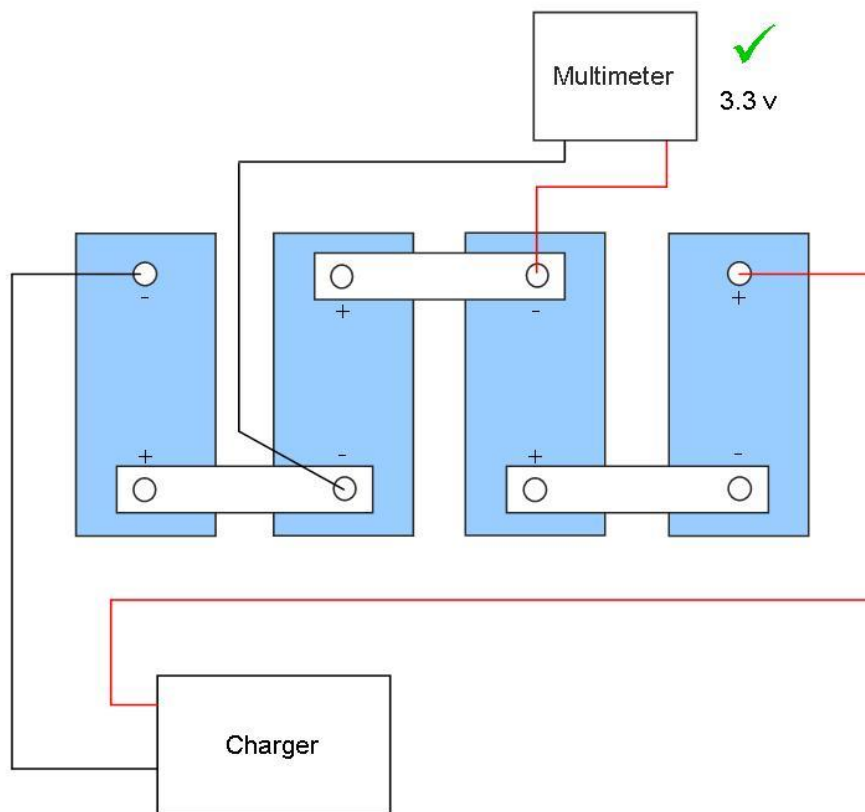 Multimeter
3.3 v
-
+
-
+
+
-
+
-
Charger